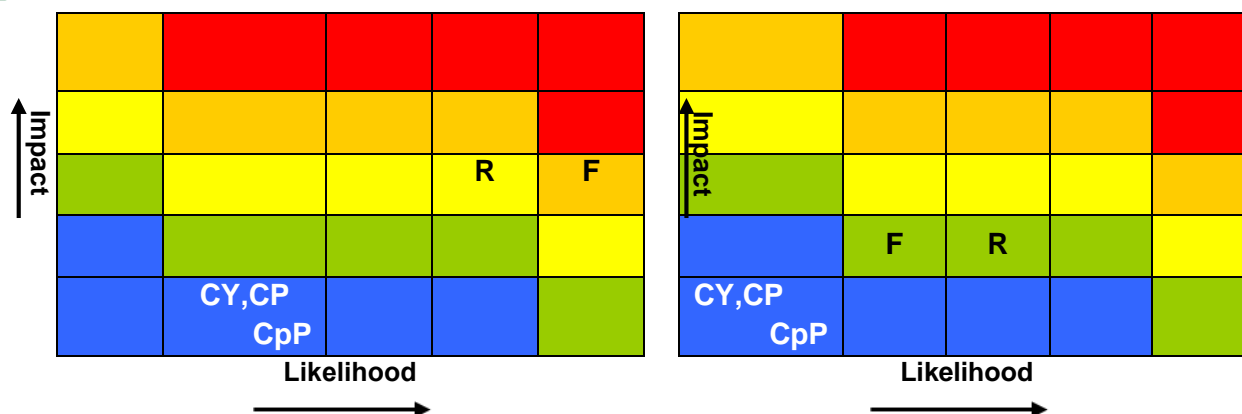 Impact
R
F
CY,CP
CpP
Likelihood
Impact
F
R
CY,CP
CpP
Likelihood